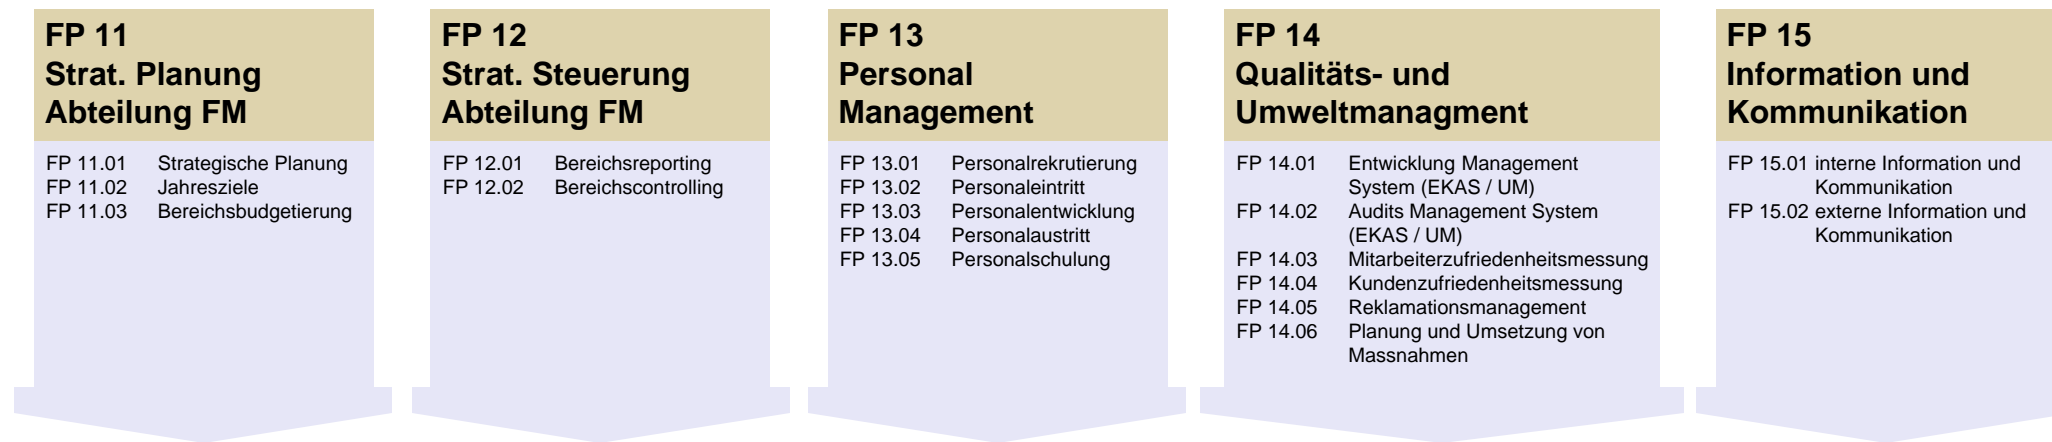 FP 11
Strat. Planung
Abteilung FM
FP 11.01 Strategische Planung
FP 11.02 Jahresziele
FP 11.03 Bereichsbudgetierung
FP 12
Strat. Steuerung
Abteilung FM
FP 12.01 Bereichsreporting
FP 12.02 Bereichscontrolling
FP 13
Personal
Management
FP 13.01 Personalrekrutierung
FP 13.02 Personaleintritt
FP 13.03 Personalentwicklung
FP 13.04 Personalaustritt
FP 13.05 Personalschulung
FP 14
Qualitäts- und
Umweltmanagment
FP 14.01 Entwicklung Management
System (EKAS / UM)
FP 14.02 Audits Management System
(EKAS / UM)
FP 14.03 Mitarbeiterzufriedenheitsmessung
FP 14.04 Kundenzufriedenheitsmessung
FP 14.05 Reklamationsmanagement
FP 14.06 Planung und Umsetzung von
Massnahmen
FP 15
Information und
Kommunikation
FP 15.01 interne Information und
Kommunikation
FP 15.02 externe Information und
Kommunikation